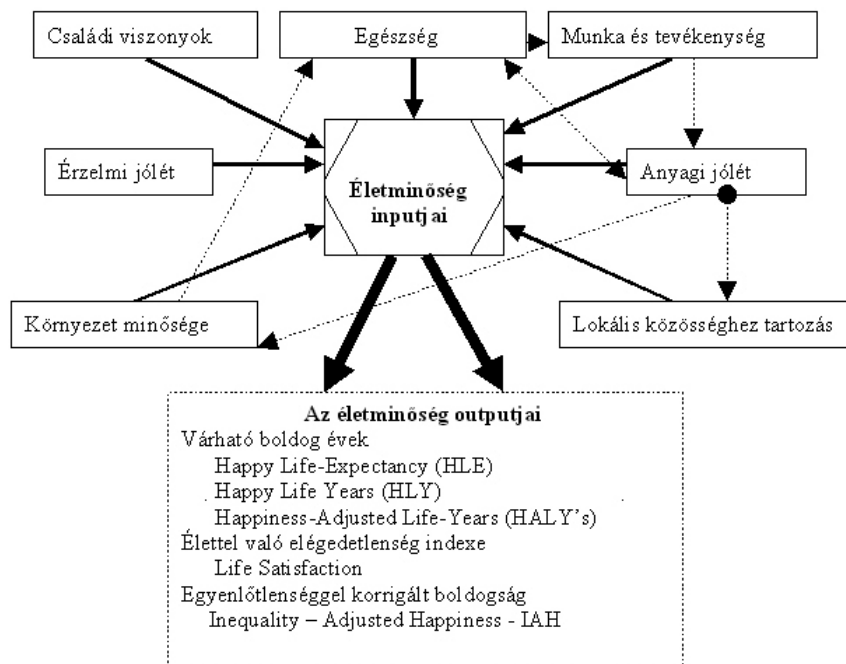 Családi viszonyok
Egészség
Munka és tevékenység
Érzelmi jólét
Életminőség
inputjai
Anyagi jólét
Környezet minősége
Lokális közösséghez tartozás
Az életminőség outputjai
Várható boldog évek
Happy Life-Expectancy (HLE)
Happy Life Years (HLY)
Happiness-Adjusted Life-Years (HALY’s)
Élettel való elégedetlenség indexe
Life Satisfaction
Egyenlőtlenséggel korrigált boldogság
Inequality – Adjusted Happiness - IAH